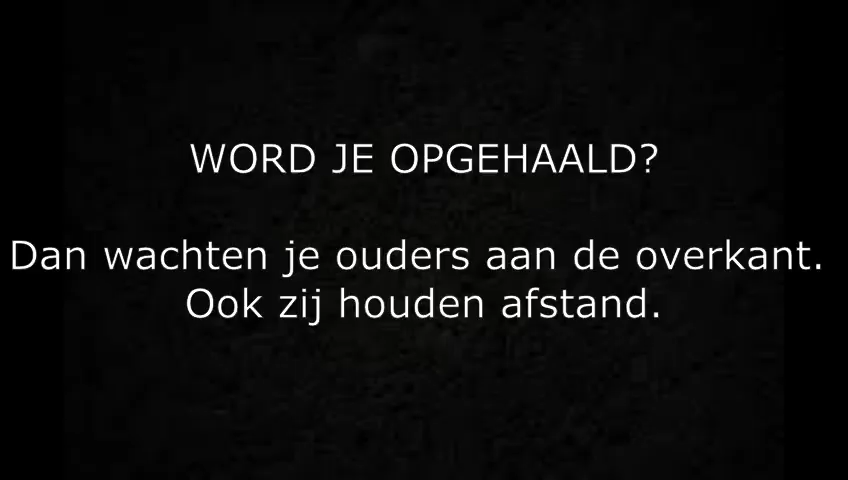 WORD JE OPGEHAALD?
Dan wachten je ouders aan de overkant.
Ook zij houden afstand.